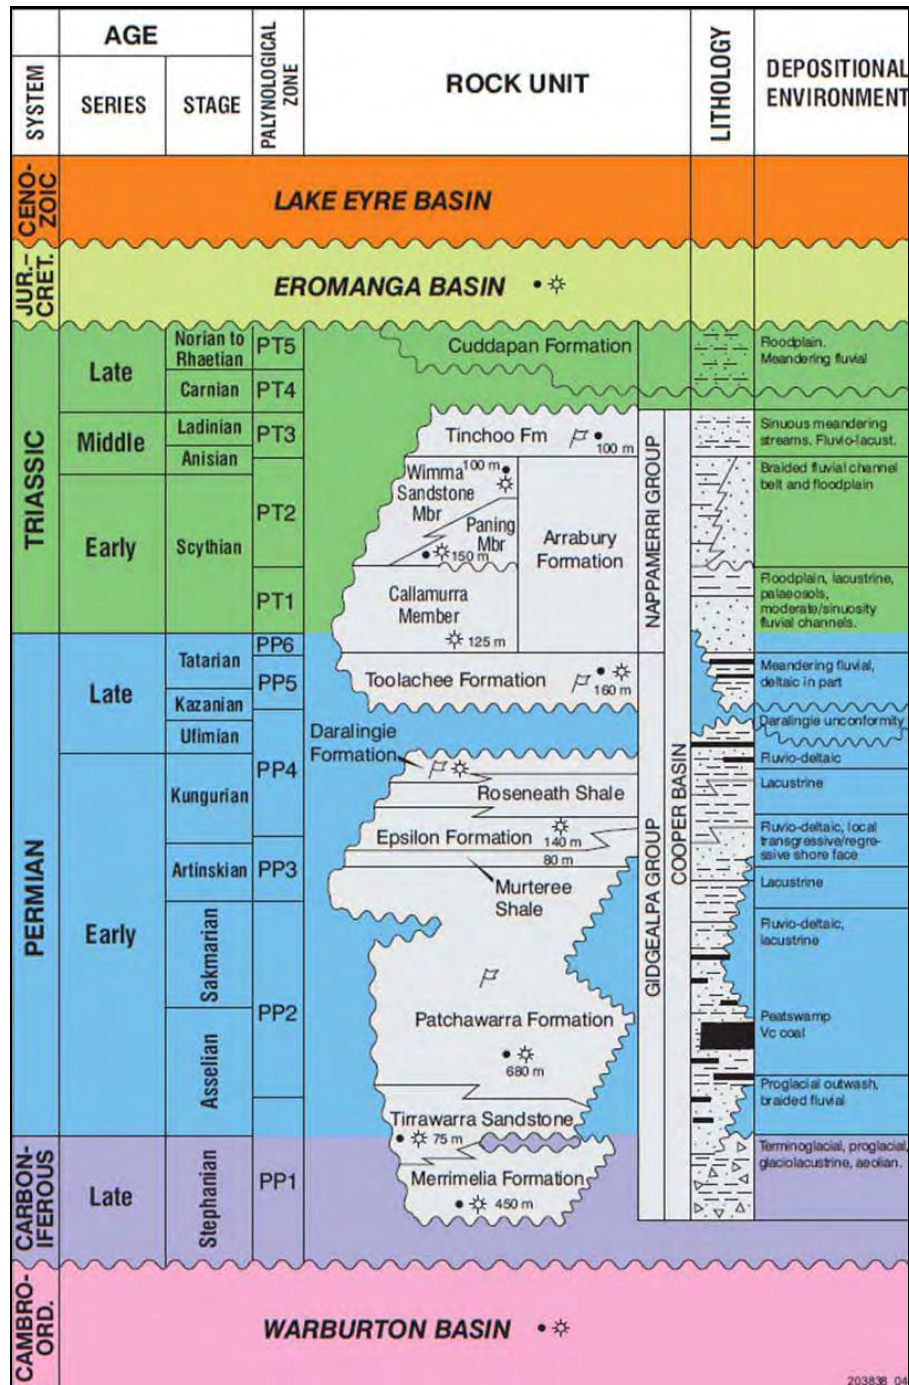 AGE
SYSTEM
SERIES
STAGE
PALYNOLOGICAL
ZONE
ROCK UNIT
LITHOLOGY
DEPOSITIONAL
ENVIRONMENT
CENO-
ZOIC
LAKE EYRE BASIN
JUR.–
CRET.
EROMANGA BASIN
TRIASSIC
Late
Norian to
Rhaetian
PT5
Cuddapan Formation
Floodplain.
Meandering fluvial
Carnian
PT4
Middle
Ladinian
PT3
Tinchoo Fm
100 m
Sinuous meandering
streams. Fluvio-lacust.
Anisian
Early
Scythian
PT2
Wimma
100 m
Sandstone
Mbr
Paning
Mbr
150 m
Arrabury
Formation
NAPPAMERRI GROUP
Braided fluvial channel
belt and floodplain
PT1
Callamurra
Member
125 m
Floodplain, lacustrine,
palaeosols,
moderate/sinuosity
fluvial channels.
PERMIAN
Late
Tatarian
PP6
PP5
Toolachee Formation
160 m
Meandering fluvial,
deltaic in part
Kazanian
Ufimian
Daralingie unconformity
Daralingie
Formation
Early
Kungurian
PP4
Fluvio-deltaic
Roseneath Shale
Lacustrine
Epsilon Formation
140 m
Fluvio-deltaic, local
transgressive/regre-
ssive shore face
Artinskian
PP3
80 m
Murteree
Shale
Lacustrine
GIDGEALPA GROUP
COOPER BASIN
Sakmarian
PP2
Fluvio-deltaic,
lacustrine
Asselian
Patchawarra Formation
680 m
Peatswamp
Vc coal
Tirrawarra Sandstone
75 m
Proglacial outwash,
braided fluvial
CARBON-
IFEROUS
Late
Stephanian
PP1
Merrimelia Formation
450 m
Terminoglacial, proglacial,
glaciolacustrine, aeolian.
CAMBRO-
ORD.
WARBURTON BASIN
203838_04